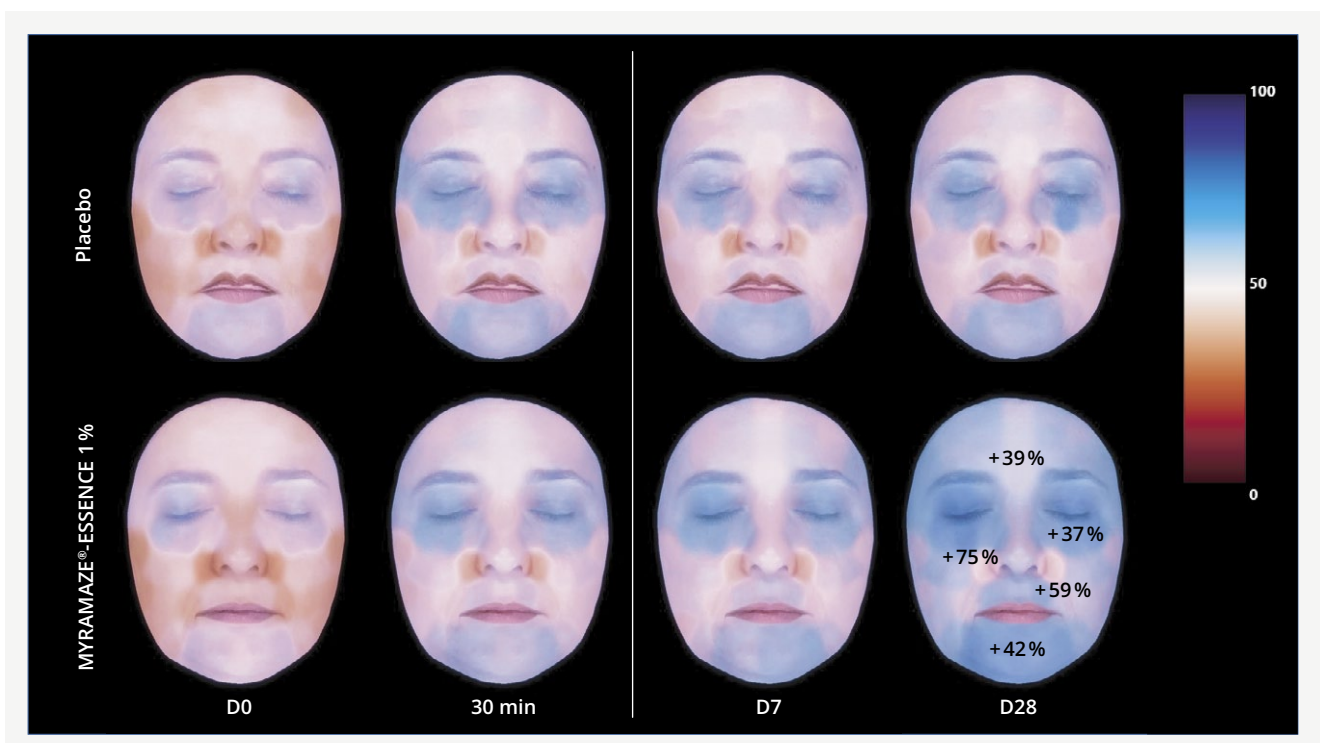 Placebo
100
50
0
MYRAMAZE®-ESSENCE 1 %
+39 %
+37 %
+75 %
+59 %
+42 %
D0
30 min
D7
D28